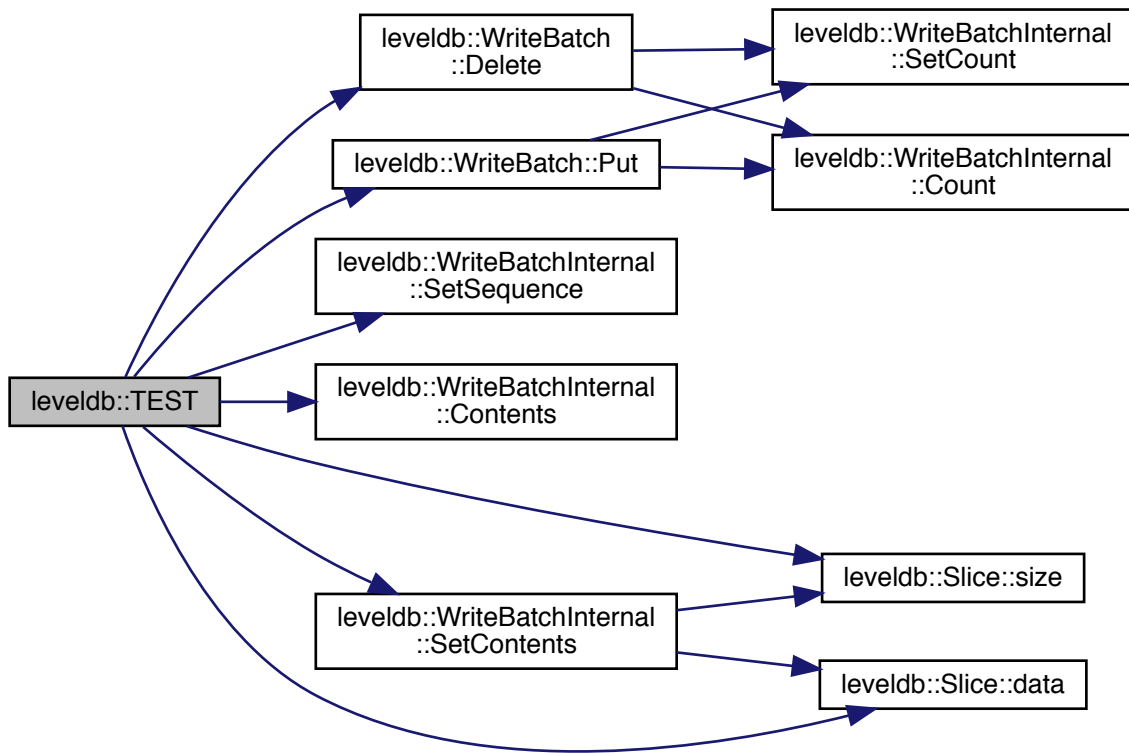 leveldb::WriteBatch
::Delete
leveldb::WriteBatchInternal
::SetCount
leveldb::WriteBatch::Put
leveldb::WriteBatchInternal
::Count
leveldb::WriteBatchInternal
::SetSequence
leveldb::TEST
leveldb::WriteBatchInternal
::Contents
leveldb::Slice::size
leveldb::WriteBatchInternal
::SetContents
leveldb::Slice::data